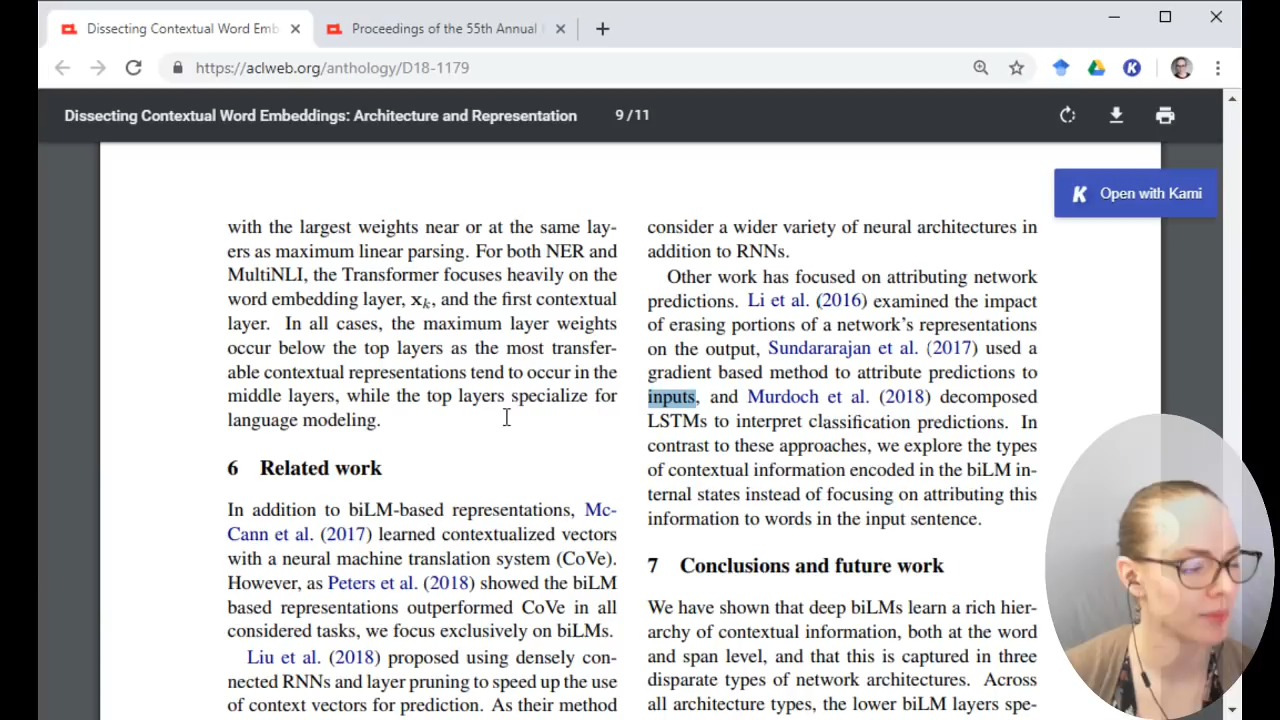 Dissecting Contextual Word Emb
Proceedings of the 55th Annual
https://aclweb.org/anthology/D18-1179
Dissecting Contextual Word Embeddings: Architecture and Representation
9 / 11
K Open with Kami
with the largest weights near or at the same lay-
ers as maximum linear parsing. For both NER and
MultiNLI, the Transformer focuses heavily on the
word embedding layer, xk, and the first contextual
layer. In all cases, the maximum layer weights
occur below the top layers as the most transfer-
able contextual representations tend to occur in the
middle layers, while the top layers specialize for
language modeling.
6 Related work
In addition to biLM-based representations, Mc-
Cann et al. (2017) learned contextualized vectors
with a neural machine translation system (CoVe).
However, as Peters et al. (2018) showed the biLM
based representations outperformed CoVe in all
considered tasks, we focus exclusively on biLMs.
Liu et al. (2018) proposed using densely con-
nected RNNs and layer pruning to speed up the use
of context vectors for prediction. As their method
consider a wider variety of neural architectures in
addition to RNNs.
Other work has focused on attributing network
predictions. Li et al. (2016) examined the impact
of erasing portions of a network's representations
on the output, Sundararajan et al. (2017) used a
gradient based method to attribute predictions to
inputs, and Murdoch et al. (2018) decomposed
LSTMs to interpret classification predictions. In
contrast to these approaches, we explore the types
of contextual information encoded in the biLM in-
ternal states instead of focusing on attributing this
information to words in the input sentence.
7 Conclusions and future work
We have shown that deep biLMs learn a rich hier-
archy of contextual information, both at the word
and span level, and that this is captured in three
disparate types of network architectures. Across
all architecture types, the lower biLM layers spe-